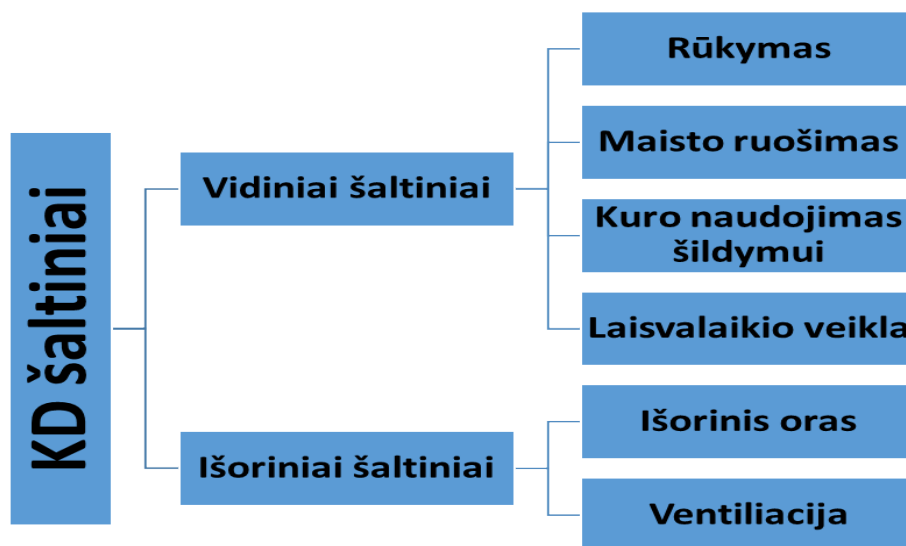 KD šaltiniai
Vidiniai šaltiniai
Rūkymas
Maisto ruošimas
Kuro naudojimas
šildymui
Laisvalaikio veikla
Išoriniai šaltiniai
Išorinis oras
Ventiliacija